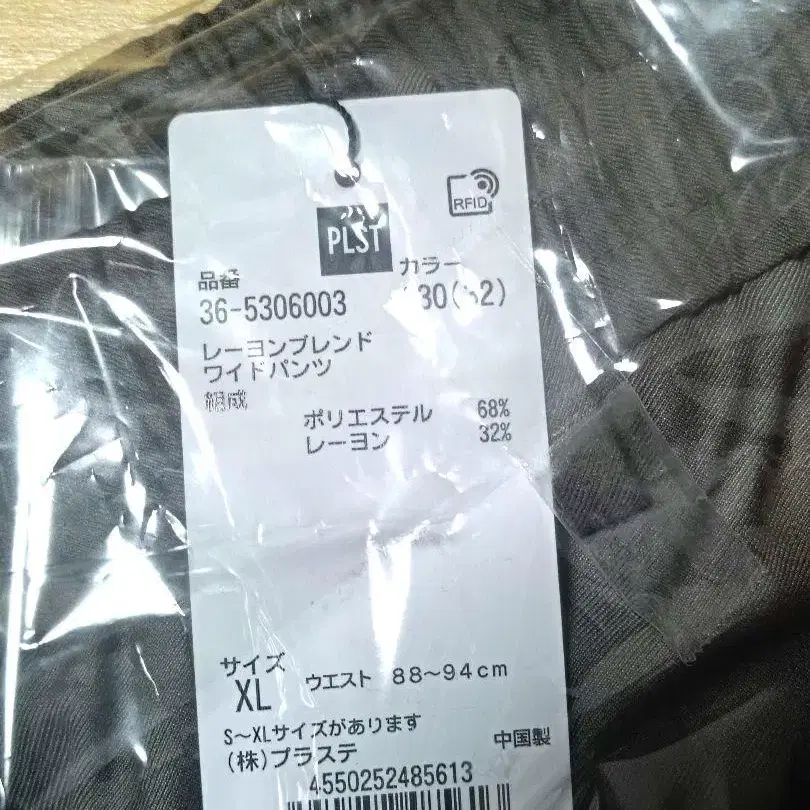 RFID
PLST
品番 カラー
36-5306003
レーヨンブレンド
ワイドパンツ
組成
ポリエステル 68%
レーヨン 32%
サイズ
XL ウエスト 88〜94cm
S〜XLサイズがあります
(株)プラステ 中国製
4550252485613